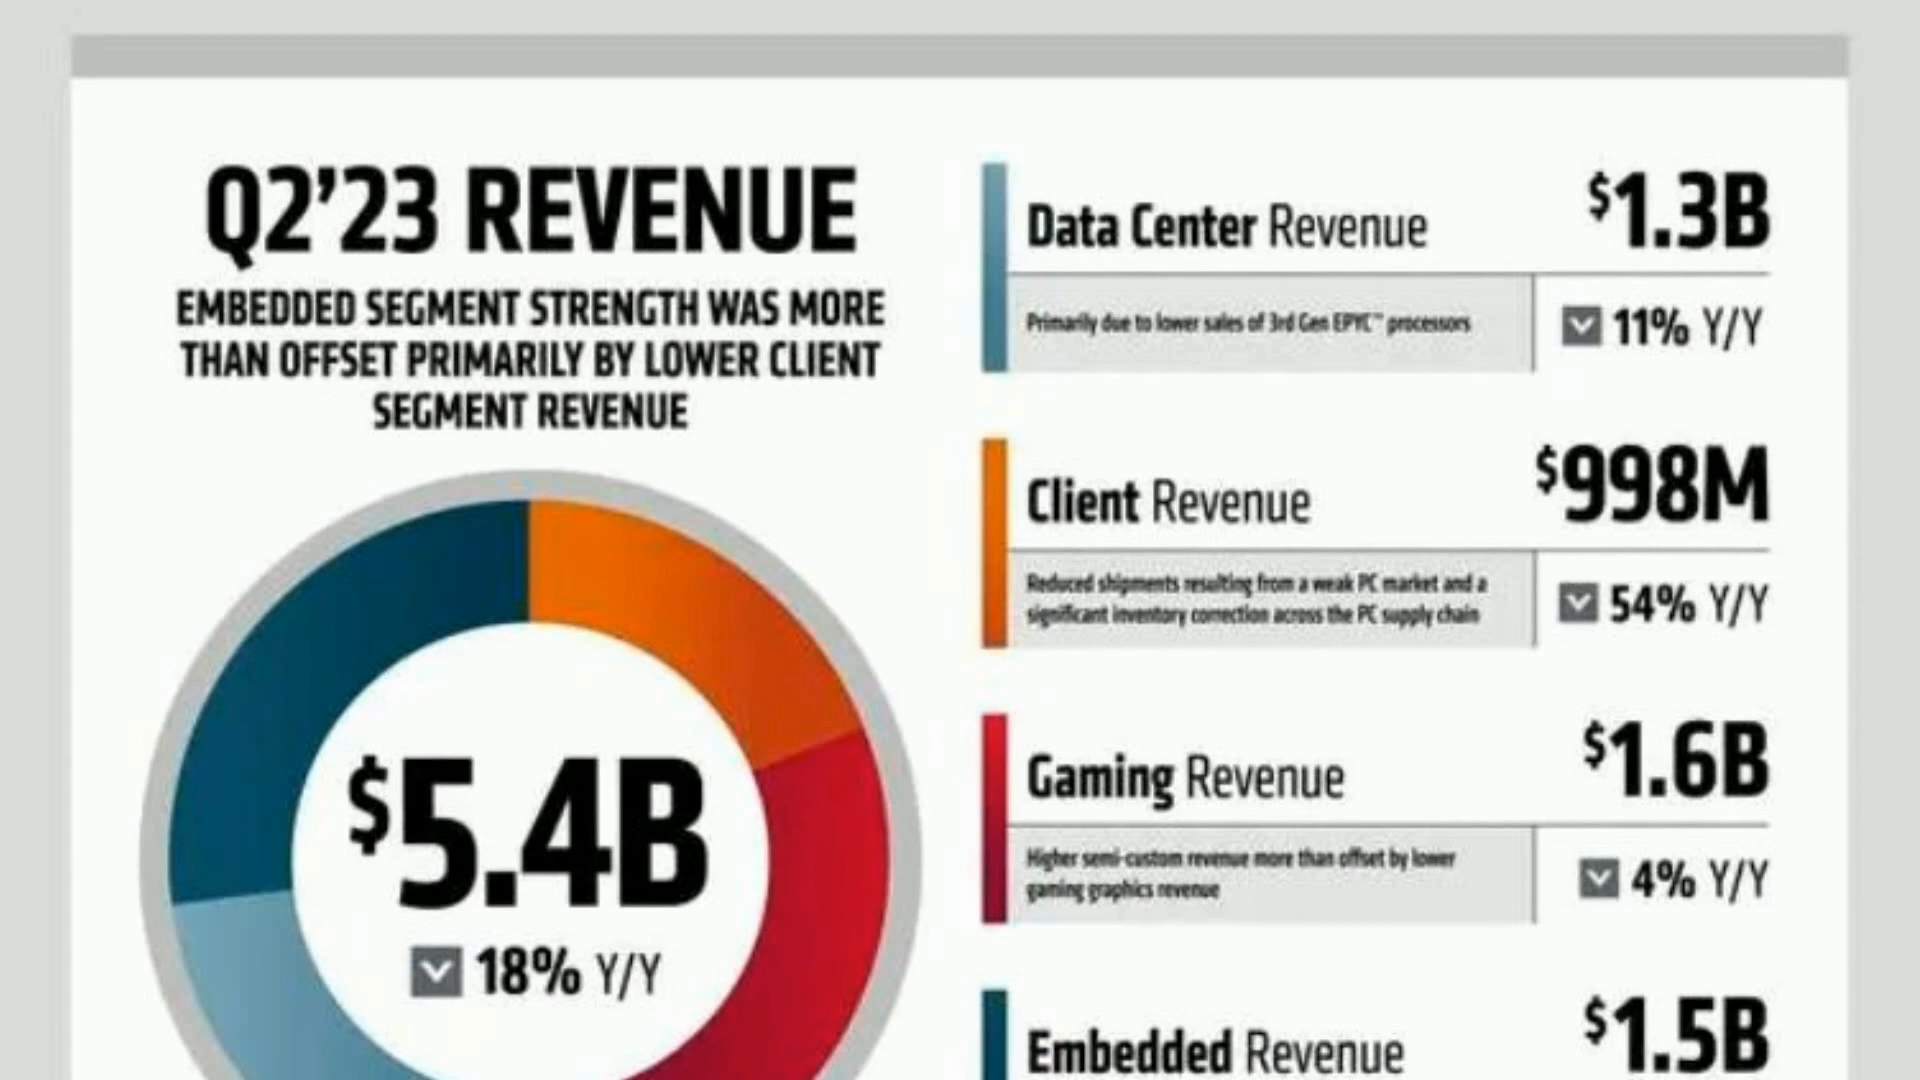 Q2’23 REVENUE
EMBEDDED SEGMENT STRENGTH WAS MORE
THAN OFFSET PRIMARILY BY LOWER CLIENT
SEGMENT REVENUE
$5.4B
18% Y/Y
Data Center Revenue
$1.3B
Primarily due to lower sales of 3rd Gen EPYC™ processors
11% Y/Y
Client Revenue
$998M
Reduced shipments resulting from a weak PC market and a
significant inventory correction across the PC supply chain
54% Y/Y
Gaming Revenue
$1.6B
Higher semi-custom revenue more than offset by lower
gaming graphics revenue
4% Y/Y
Embedded Revenue
$1.5B